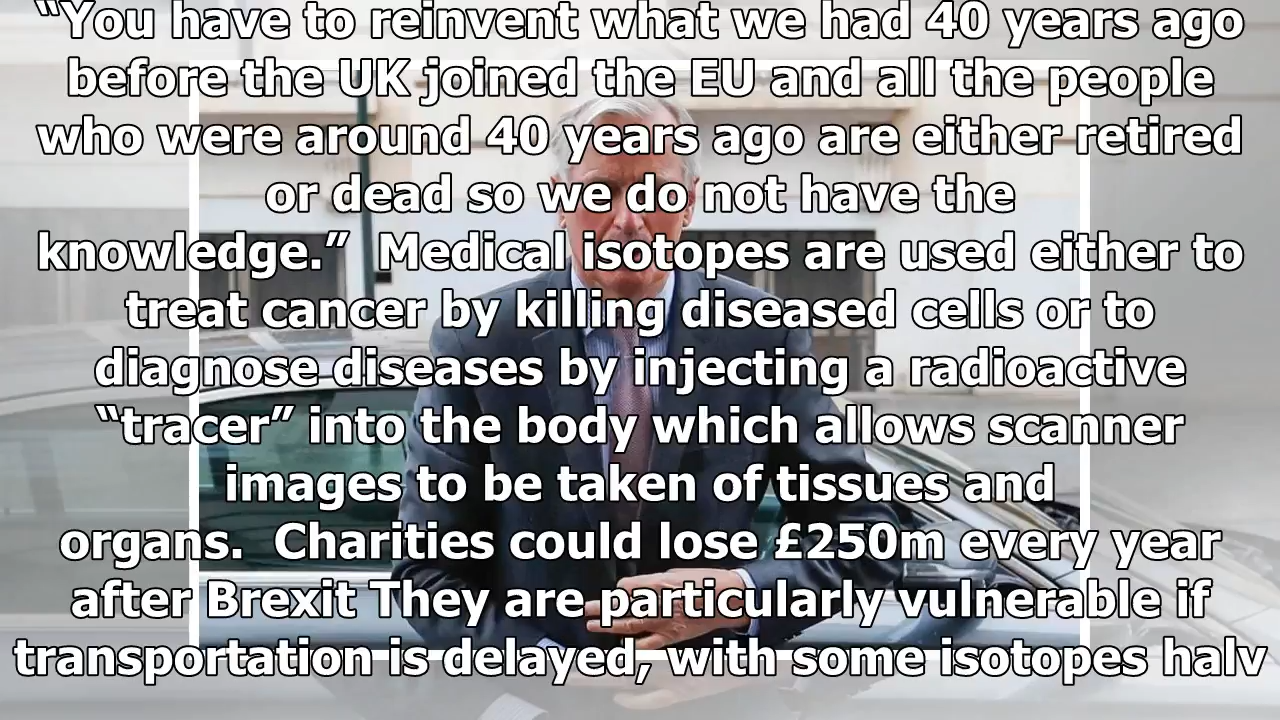 “You have to reinvent what we had 40 years ago
before the UK joined the EU and all the people
who were around 40 years ago are either retired
or dead so we do not have the
knowledge.”  Medical isotopes are used either to
treat cancer by killing diseased cells or to
diagnose diseases by injecting a radioactive
“tracer” into the body which allows scanner
images to be taken of tissues and
organs.  Charities could lose £250m every year
after Brexit They are particularly vulnerable if
transportation is delayed, with some isotopes halv